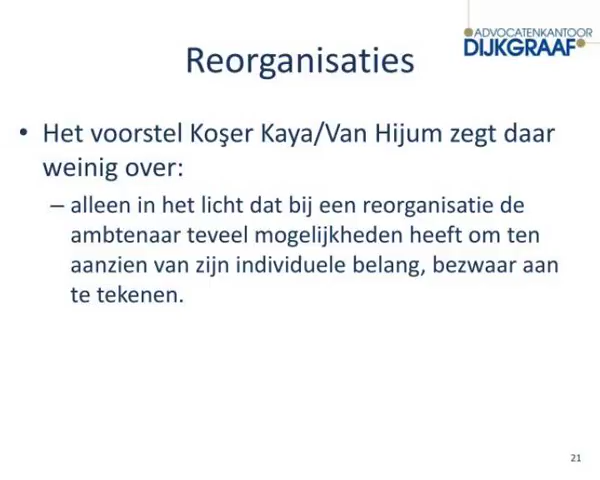 ADVOCATENKANTOOR
DIJKGRAAF
Reorganisaties
• Het voorstel Koşer Kaya/Van Hijum zegt daar
weinig over:
– alleen in het licht dat bij een reorganisatie de
ambtenaar teveel mogelijkheden heeft om ten
aanzien van zijn individuele belang, bezwaar aan
te tekenen.
21